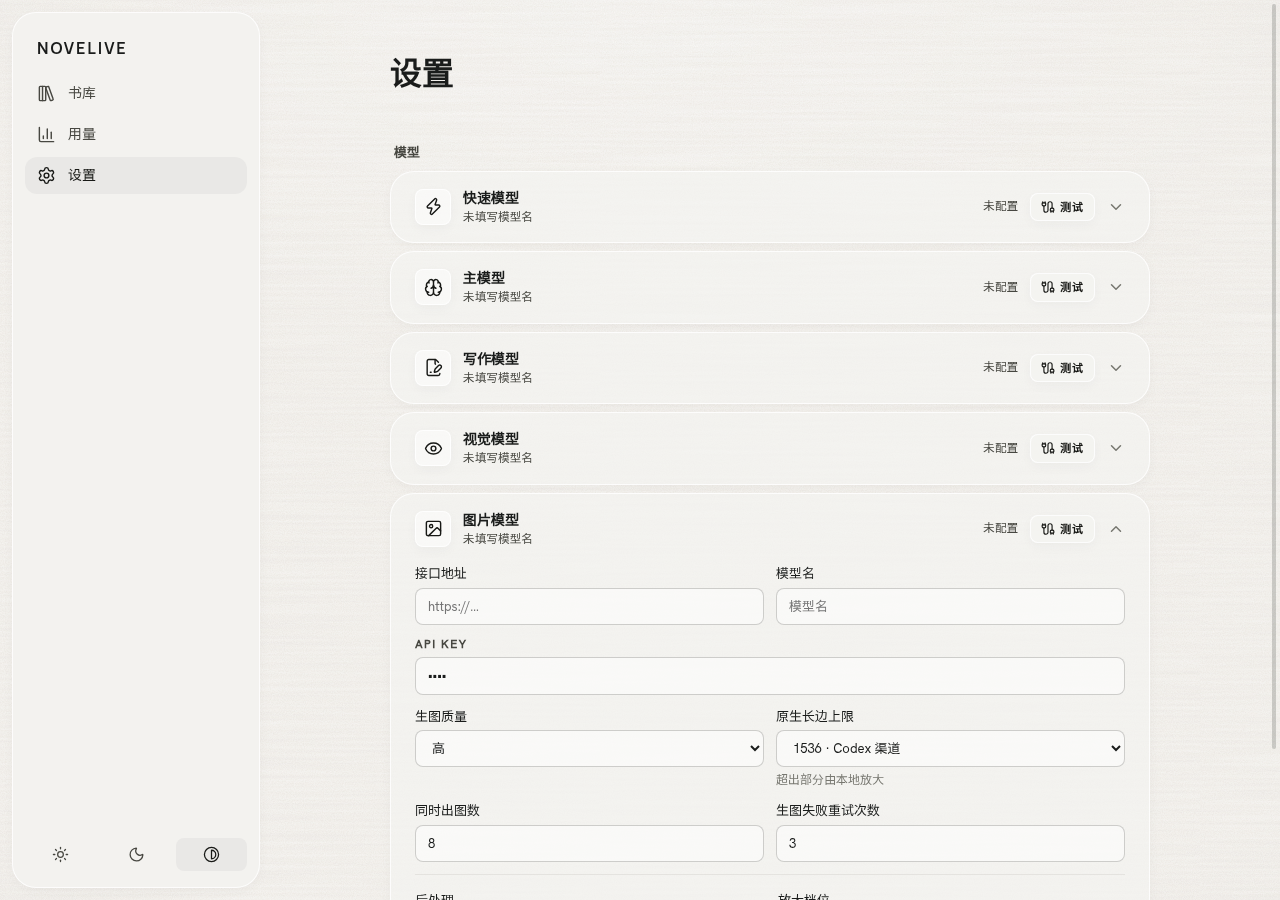 NOVELIVE
书库
用量
设置
设置
模型
快速模型
未填写模型名
未配置
测试
主模型
未填写模型名
未配置
测试
写作模型
未填写模型名
未配置
测试
视觉模型
未填写模型名
未配置
测试
图片模型
未填写模型名
未配置
测试
接口地址
模型名
https://...
模型名
API KEY
••••
生图质量
原生长边上限
高
1536 · Codex 渠道
超出部分由本地放大
同时出图数
生图失败重试次数
8
3
后处理
放大档位